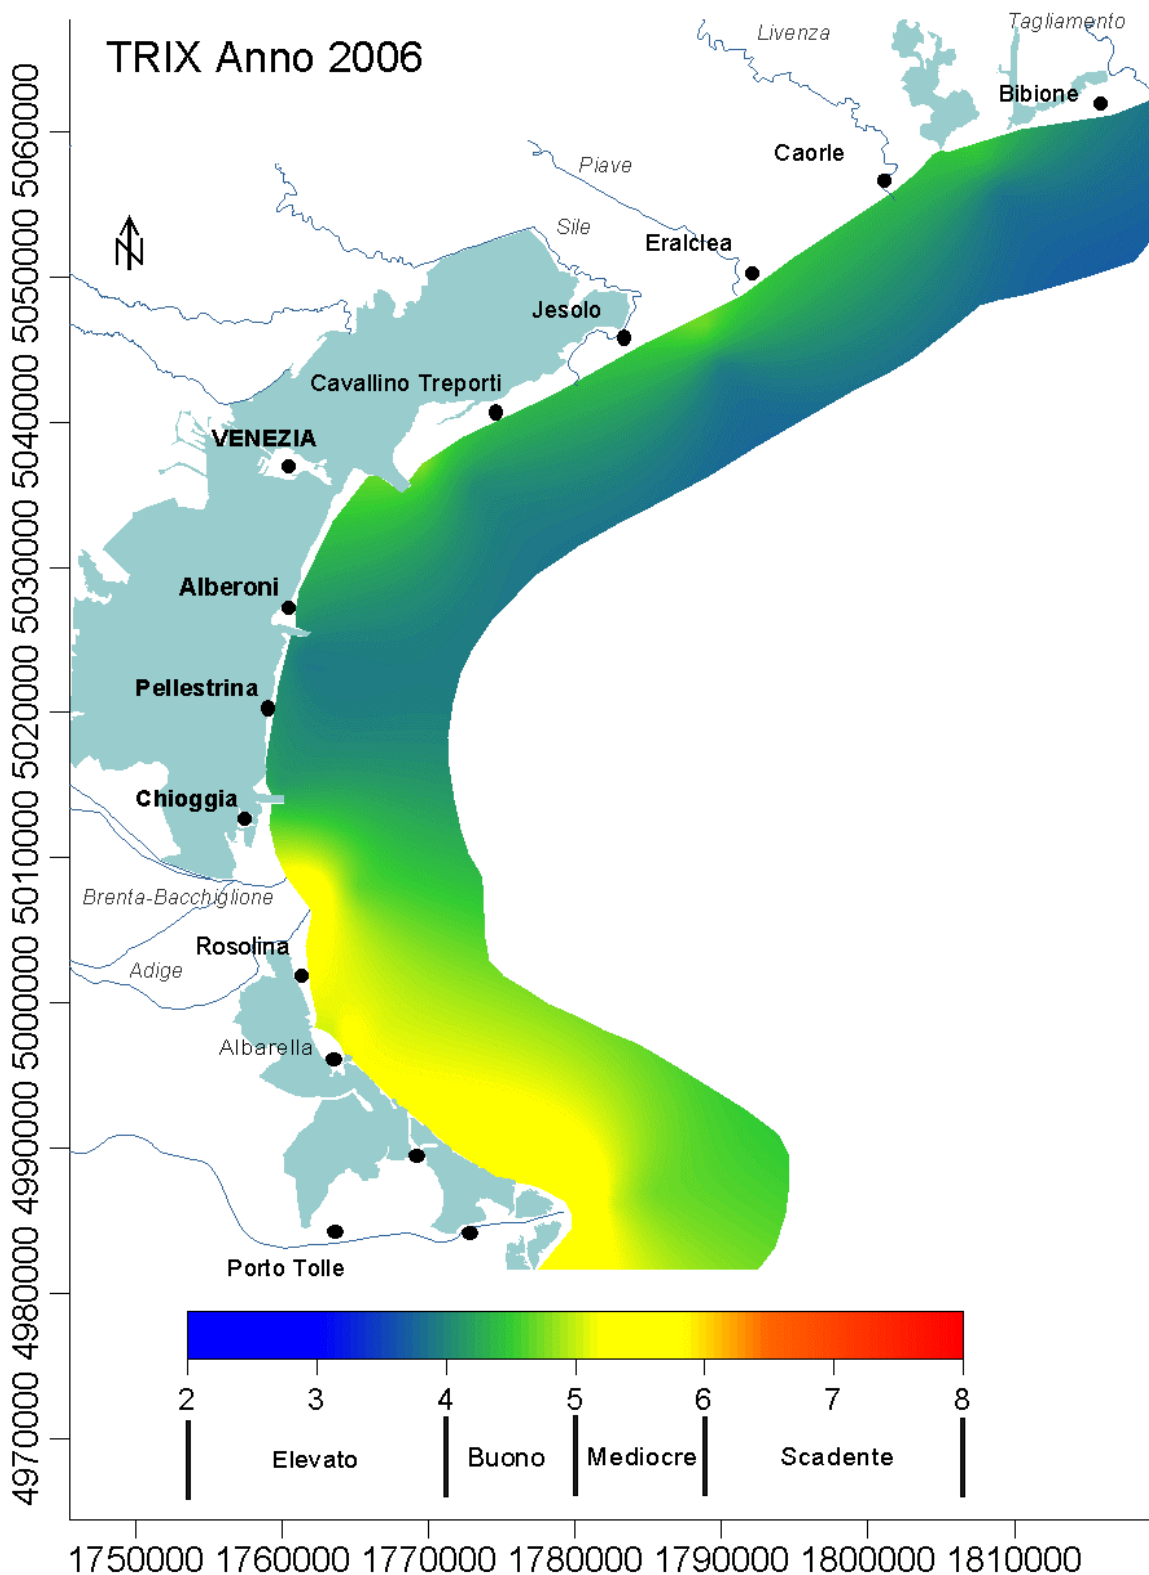 TRIX Anno 2006
Tagliamento
Livenza
Bibione
Caorle
Piave
Sile
Eralclea
Jesolo
Cavallino Treporti
VENEZIA
Alberoni
Pellestrina
Chioggia
Brenta-Bacchiglione
Rosolina
Adige
Albarella
Porto Tolle
N
5060000
5050000
5040000
5030000
5020000
5010000
5000000
4990000
4980000
4970000
2 3 4 5 6 7 8
Elevato Buono Mediocre Scadente
1750000 1760000 1770000 1780000 1790000 1800000 1810000